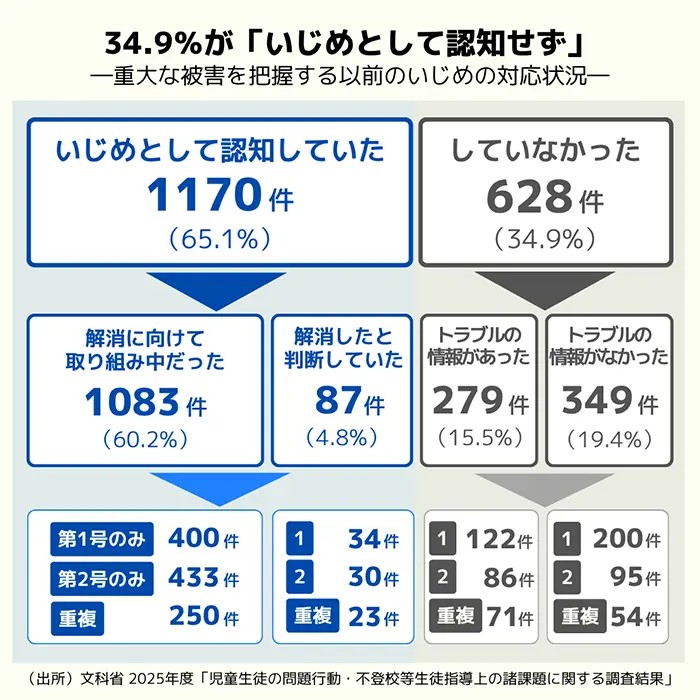 34.9%が「いじめとして認知せず」
―重大な被害を把握する以前のいじめの対応状況―
いじめとして認知していた
1170件
（65.1%）
していなかった
628件
（34.9%）
解消に向けて
取り組み中だった
1083件
（60.2%）
解消したと
判断していた
87件
（4.8%）
トラブルの
情報があった
279件
（15.5%）
トラブルの
情報がなかった
349件
（19.4%）
第1号のみ 400件
第2号のみ 433件
重複 250件
1 34件
2 30件
重複 23件
1 122件
2 86件
重複 71件
1 200件
2 95件
重複 54件
（出所）文科省 2025年度「児童生徒の問題行動・不登校等生徒指導上の諸課題に関する調査結果」